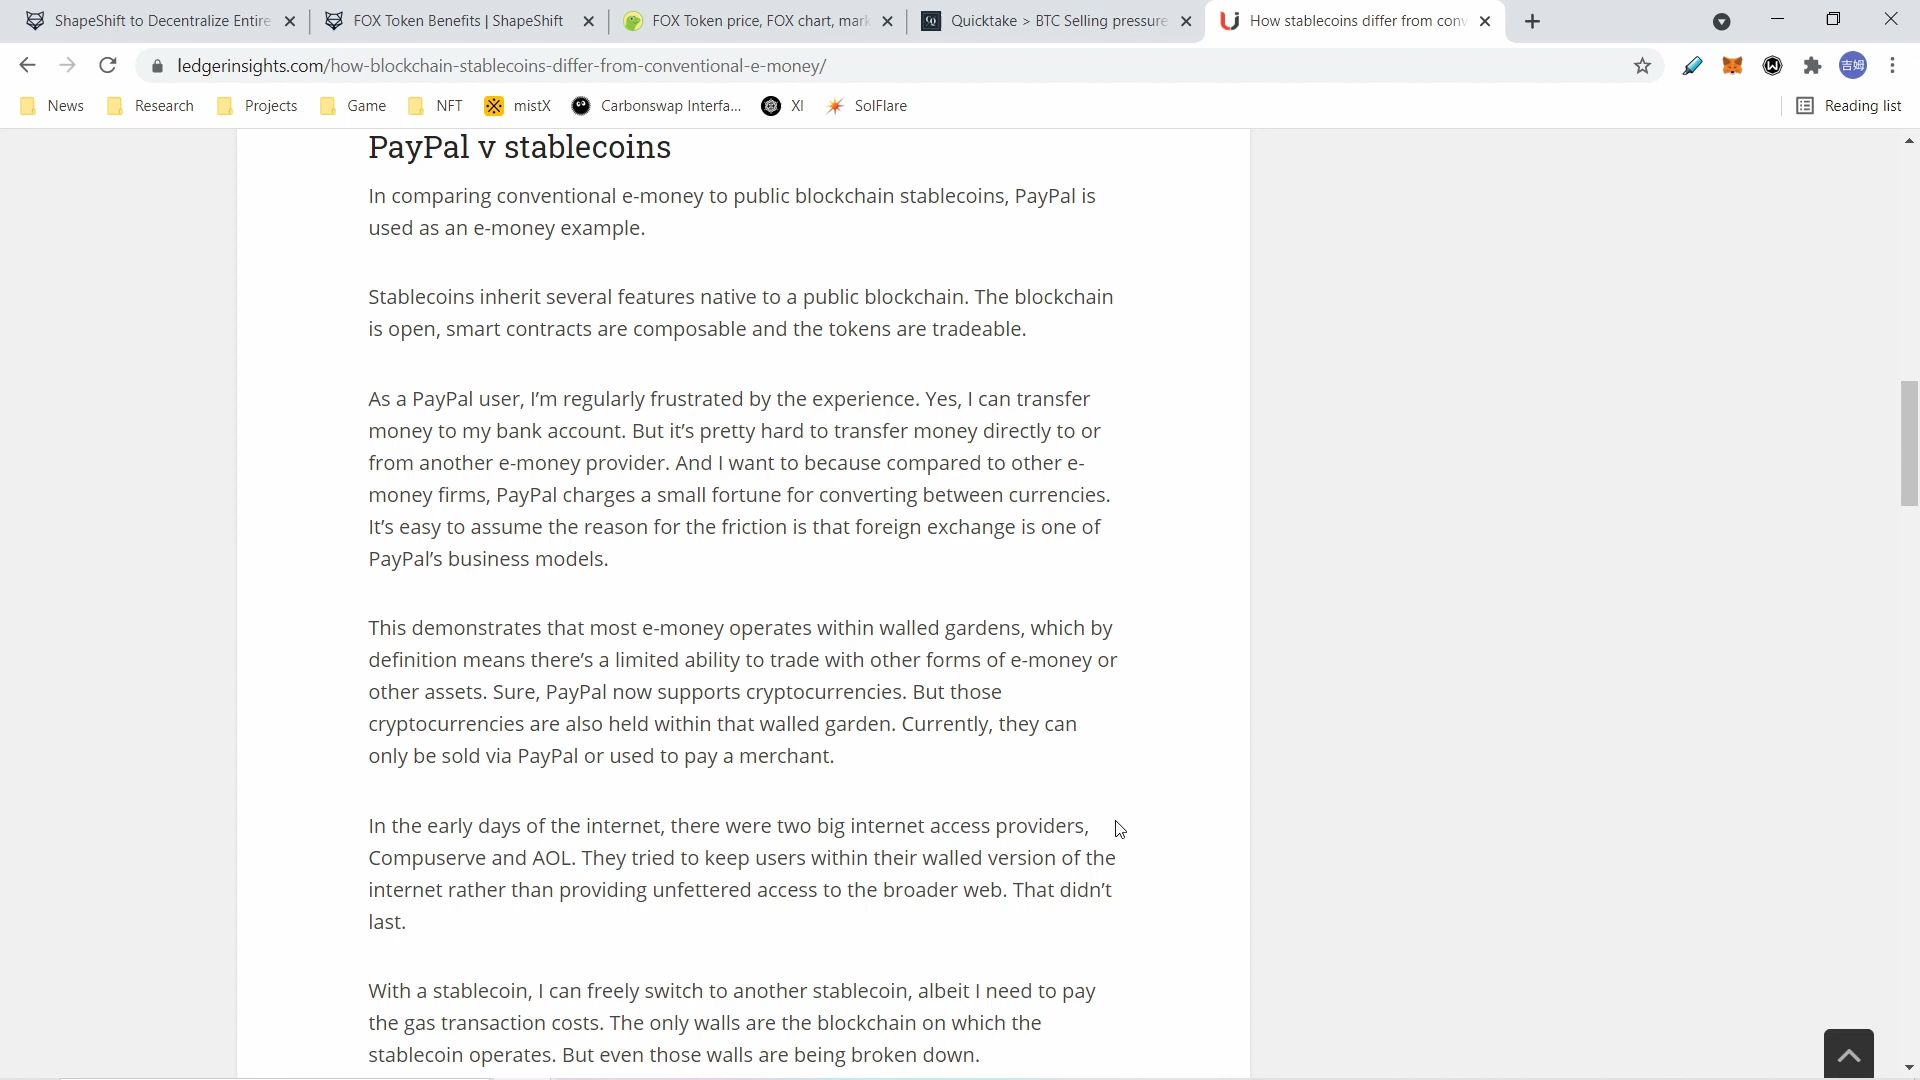 ShapeShift to Decentralize Entire
FOX Token Benefits | ShapeShift
FOX Token price, FOX chart, mark
Quicktake > BTC Selling pressure
How stablecoins differ from conv
ledgerinsights.com/how-blockchain-stablecoins-differ-from-conventional-e-money/
吉姆
News
Research
Projects
Game
NFT
mistX
Carbonswap Interfa...
XI
SolFlare
Reading list
PayPal v stablecoins
In comparing conventional e-money to public blockchain stablecoins, PayPal is
used as an e-money example.
Stablecoins inherit several features native to a public blockchain. The blockchain
is open, smart contracts are composable and the tokens are tradeable.
As a PayPal user, I'm regularly frustrated by the experience. Yes, I can transfer
money to my bank account. But it's pretty hard to transfer money directly to or
from another e-money provider. And I want to because compared to other e-
money firms, PayPal charges a small fortune for converting between currencies.
It's easy to assume the reason for the friction is that foreign exchange is one of
PayPal's business models.
This demonstrates that most e-money operates within walled gardens, which by
definition means there's a limited ability to trade with other forms of e-money or
other assets. Sure, PayPal now supports cryptocurrencies. But those
cryptocurrencies are also held within that walled garden. Currently, they can
only be sold via PayPal or used to pay a merchant.
In the early days of the internet, there were two big internet access providers,
Compuserve and AOL. They tried to keep users within their walled version of the
internet rather than providing unfettered access to the broader web. That didn't
last.
With a stablecoin, I can freely switch to another stablecoin, albeit I need to pay
the gas transaction costs. The only walls are the blockchain on which the
stablecoin operates. But even those walls are being broken down.